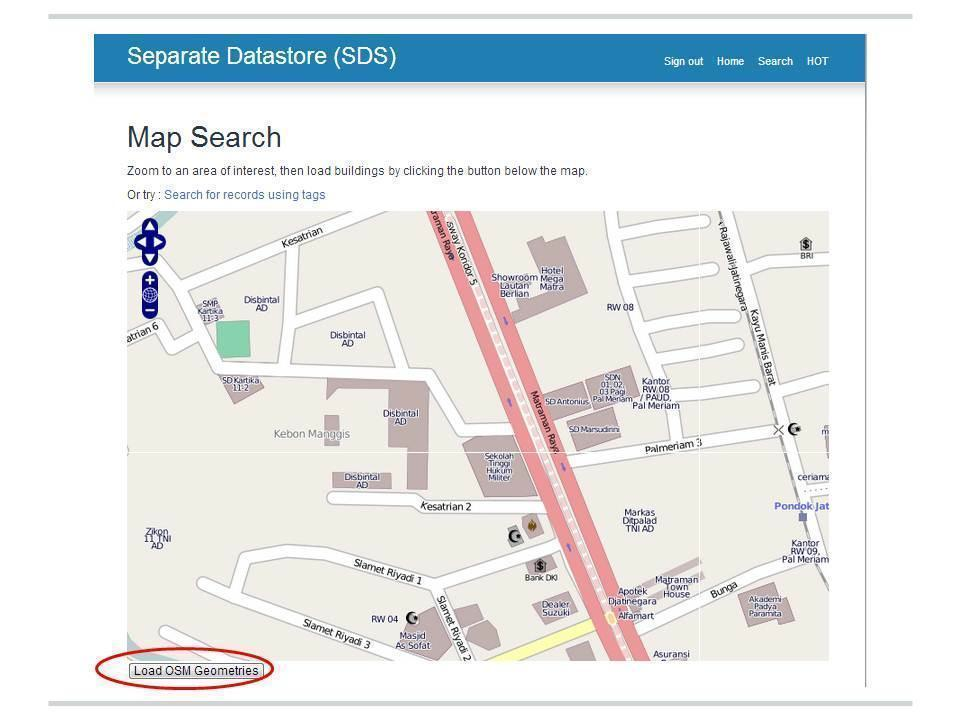 Separate Datastore (SDS)
Sign out Home Search HOT
Map Search
Zoom to an area of interest, then load buildings by clicking the button below the map.
Or try : Search for records using tags
Kesatrian
atrian 6
SMP
Kartika
11-3
Disbintal
AD
Disbintal
AD
SD Kartika
11-2
Disbintal
AD
Kebon Manggis
Disbintal
AD
Zikon
11 TNI
AD
Kesatrian 2
Slamet Riyadi 1
Slamet Riyadi 3
Slamet Riyadi 2
RW 04
Masjid
As Sofat
raman Raya
sway Koridor 5
Matraman Raya
Showroom
Lautan
Berlian
Hotel
Mega
Matra
SD Antonius
SDN
01, 02,
03 Pagi
Pal Meriam
SD Marsudirini
Sekolah
Tinggi
Hukum
Militer
Bank DKI
Dealer
Suzuki
RW 08
Kantor
RW 08
/ PAUD,
Pal Meriam
Palmeriam 3
Markas
Ditpalad
TNI AD
Apotek
Djatinegara
Alfamart
Matraman
Town
House
Bunga
Asuransi
Akademi
Padya
Paramita
Rajawali-Jatinegara
Kayu Manis Barat
BRI
m
ceriama
Pondok Jat
Kantor
RW 09,
Pal Meriam
Load OSM Geometries